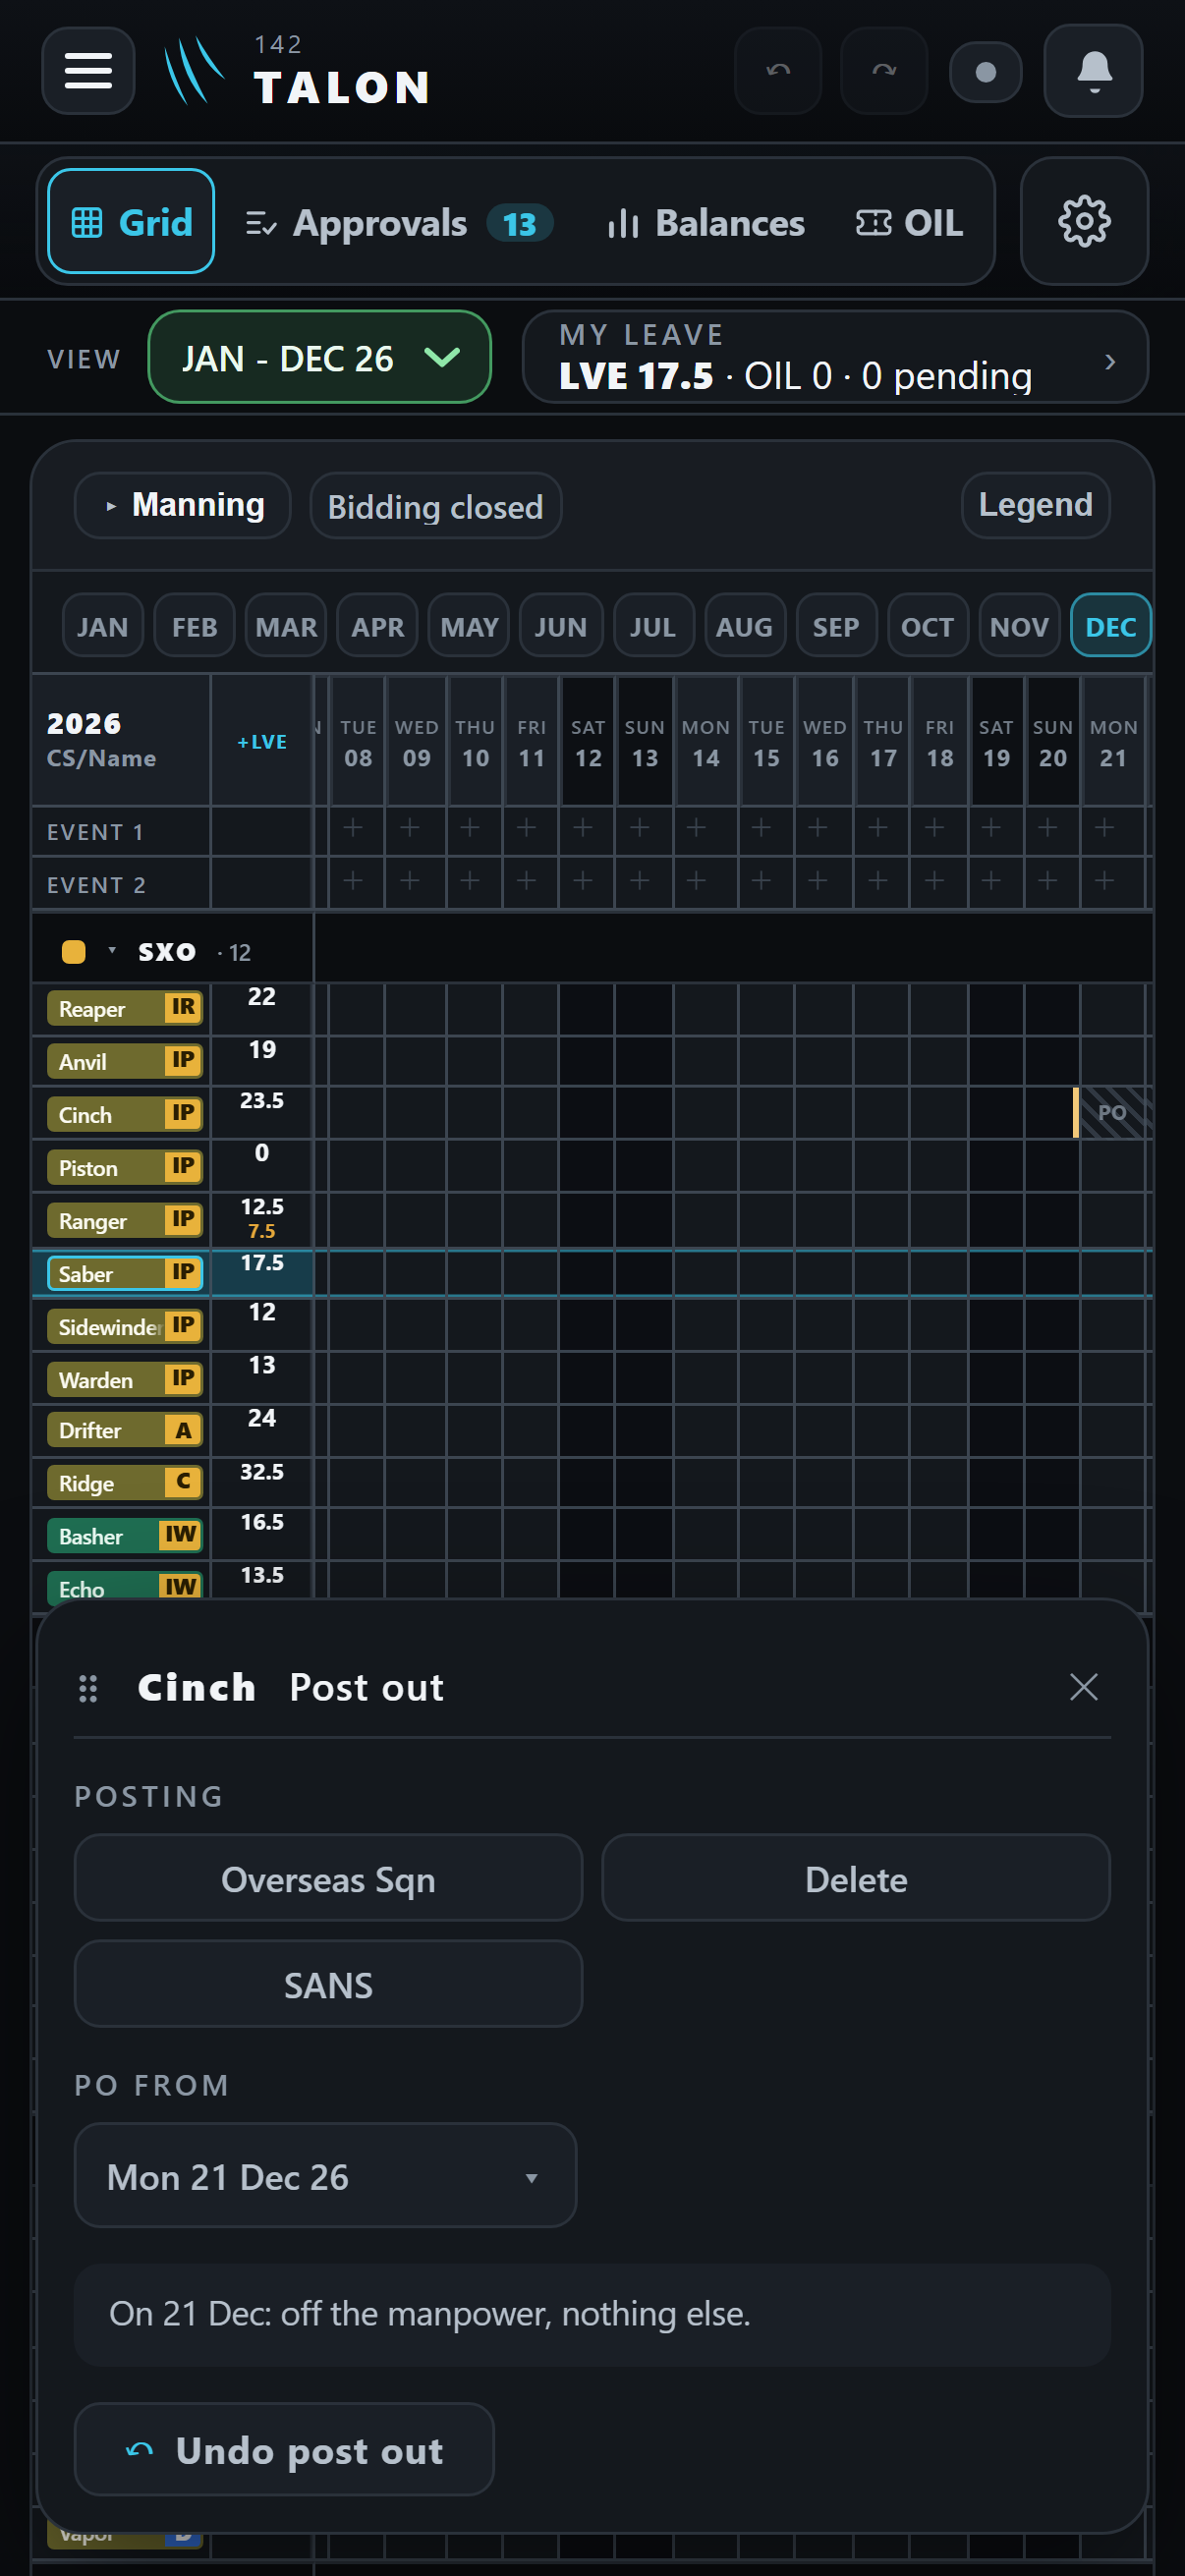 142
TALON
Grid Approvals 13 Balances OIL
VIEW JAN - DEC 26
MY LEAVE
LVE 17.5 · OIL 0 · 0 pending
Manning Bidding closed Legend
JAN FEB MAR APR MAY JUN JUL AUG SEP OCT NOV DEC
2026
CS/Name
+LVE
TUE WED THU FRI SAT SUN MON TUE WED THU FRI SAT SUN MON
08 09 10 11 12 13 14 15 16 17 18 19 20 21
EVENT 1 + + + + + + + + + + + + + +
EVENT 2 + + + + + + + + + + + + + +
SXO · 12
Reaper IR 22
Anvil IP 19
Cinch IP 23.5 PO
Piston IP 0
Ranger IP 12.5
7.5
Saber IP 17.5
Sidewinder IP 12
Warden IP 13
Drifter A 24
Ridge C 32.5
Basher IW 16.5
Echo IW 13.5
Cinch Post out
POSTING
Overseas Sqn Delete
SANS
PO FROM
Mon 21 Dec 26
On 21 Dec: off the manpower, nothing else.
Undo post out